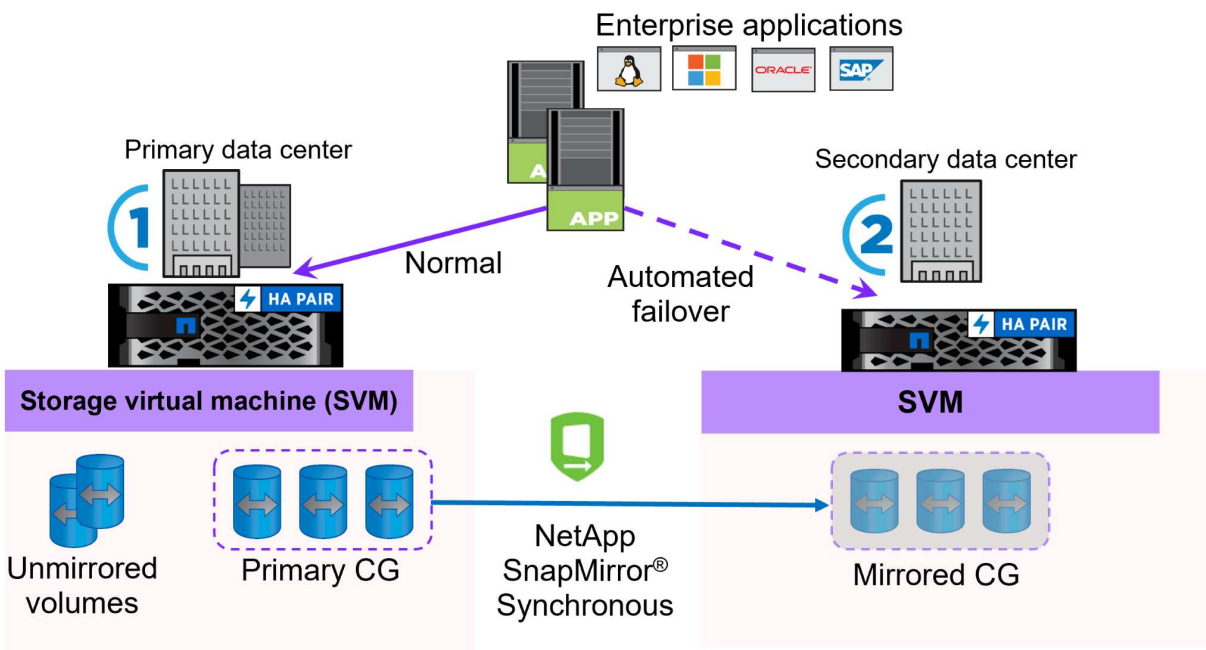 Enterprise applications
ORACLE®
SAP
Primary data center
Secondary data center
1
2
A
APP
Normal
Automated
failover
HA PAIR
HA PAIR
Storage virtual machine (SVM)
SVM
NetApp
SnapMirror®
Synchronous
Unmirrored
volumes
Primary CG
Mirrored CG